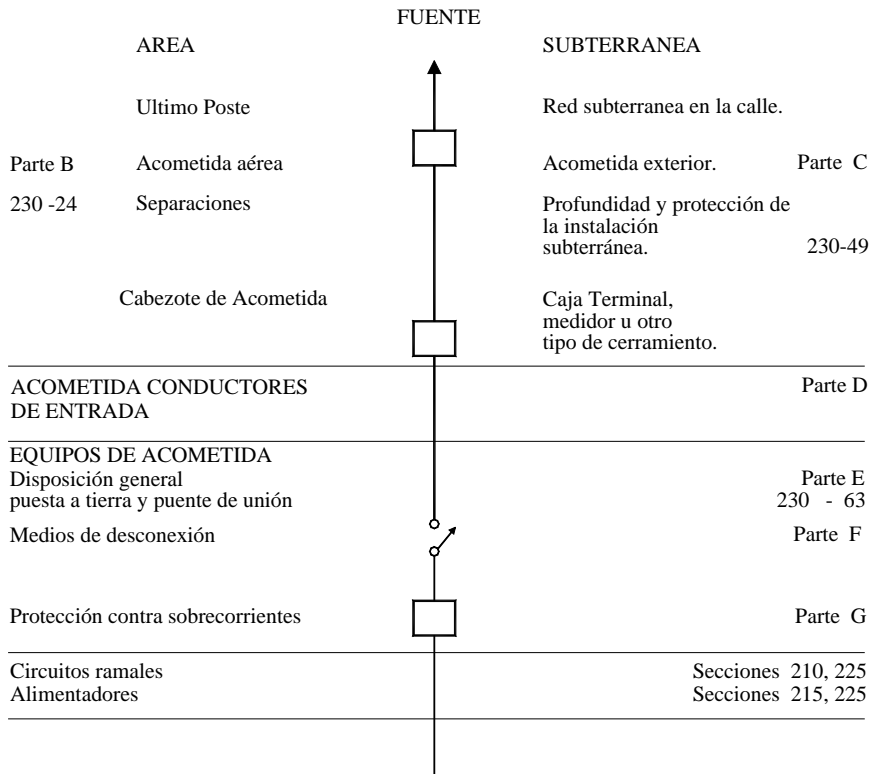 FUENTE
AREA SUBTERRANEA
Ultimo Poste Red subterranea en la calle.
Parte B Acometida aérea Acometida exterior. Parte C
230 -24 Separaciones Profundidad y protección de
la instalación
subterránea. 230-49
Cabezote de Acometida Caja Terminal,
medidor u otro
tipo de cerramiento.
ACOMETIDA CONDUCTORES Parte D
DE ENTRADA
EQUIPOS DE ACOMETIDA
Disposición general Parte E
puesta a tierra y puente de unión 230 - 63
Medios de desconexión Parte F
Protección contra sobrecorrientes Parte G
Circuitos ramales Secciones 210, 225
Alimentadores Secciones 215, 225